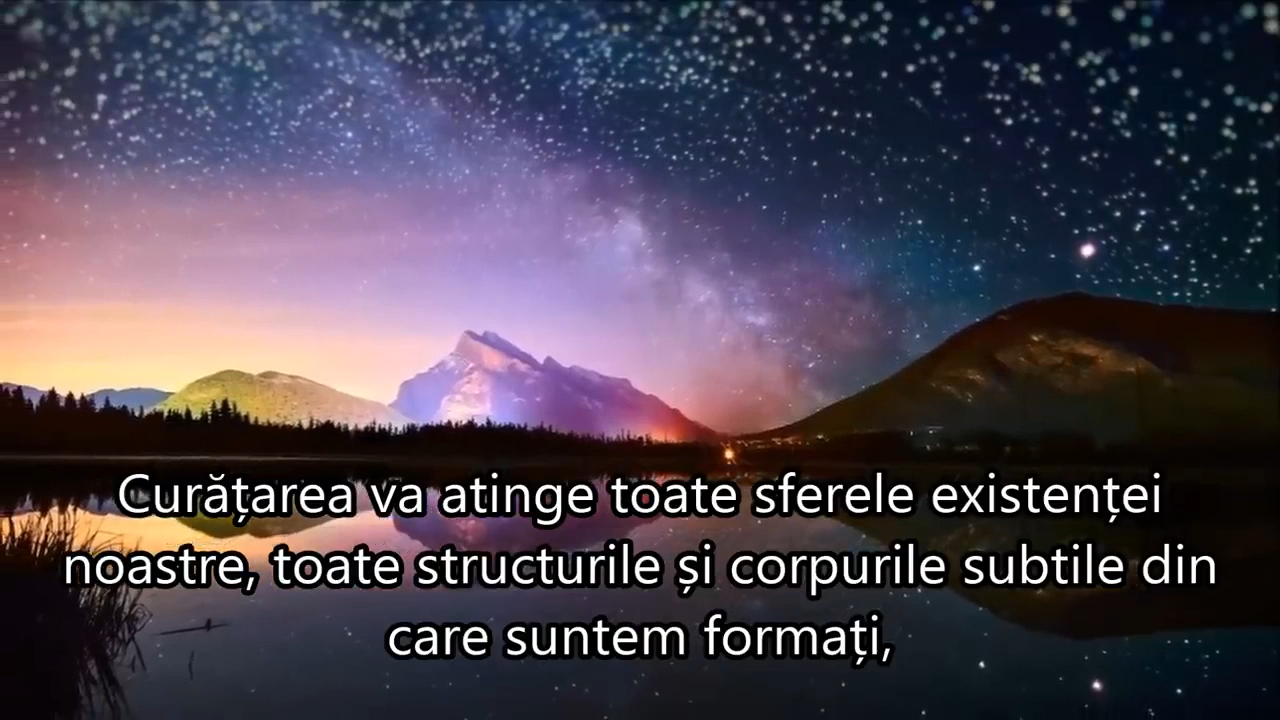 Curățarea va atinge toate sferele existenței
noastre, toate structurile și corpurile subtile din
care suntem formați,